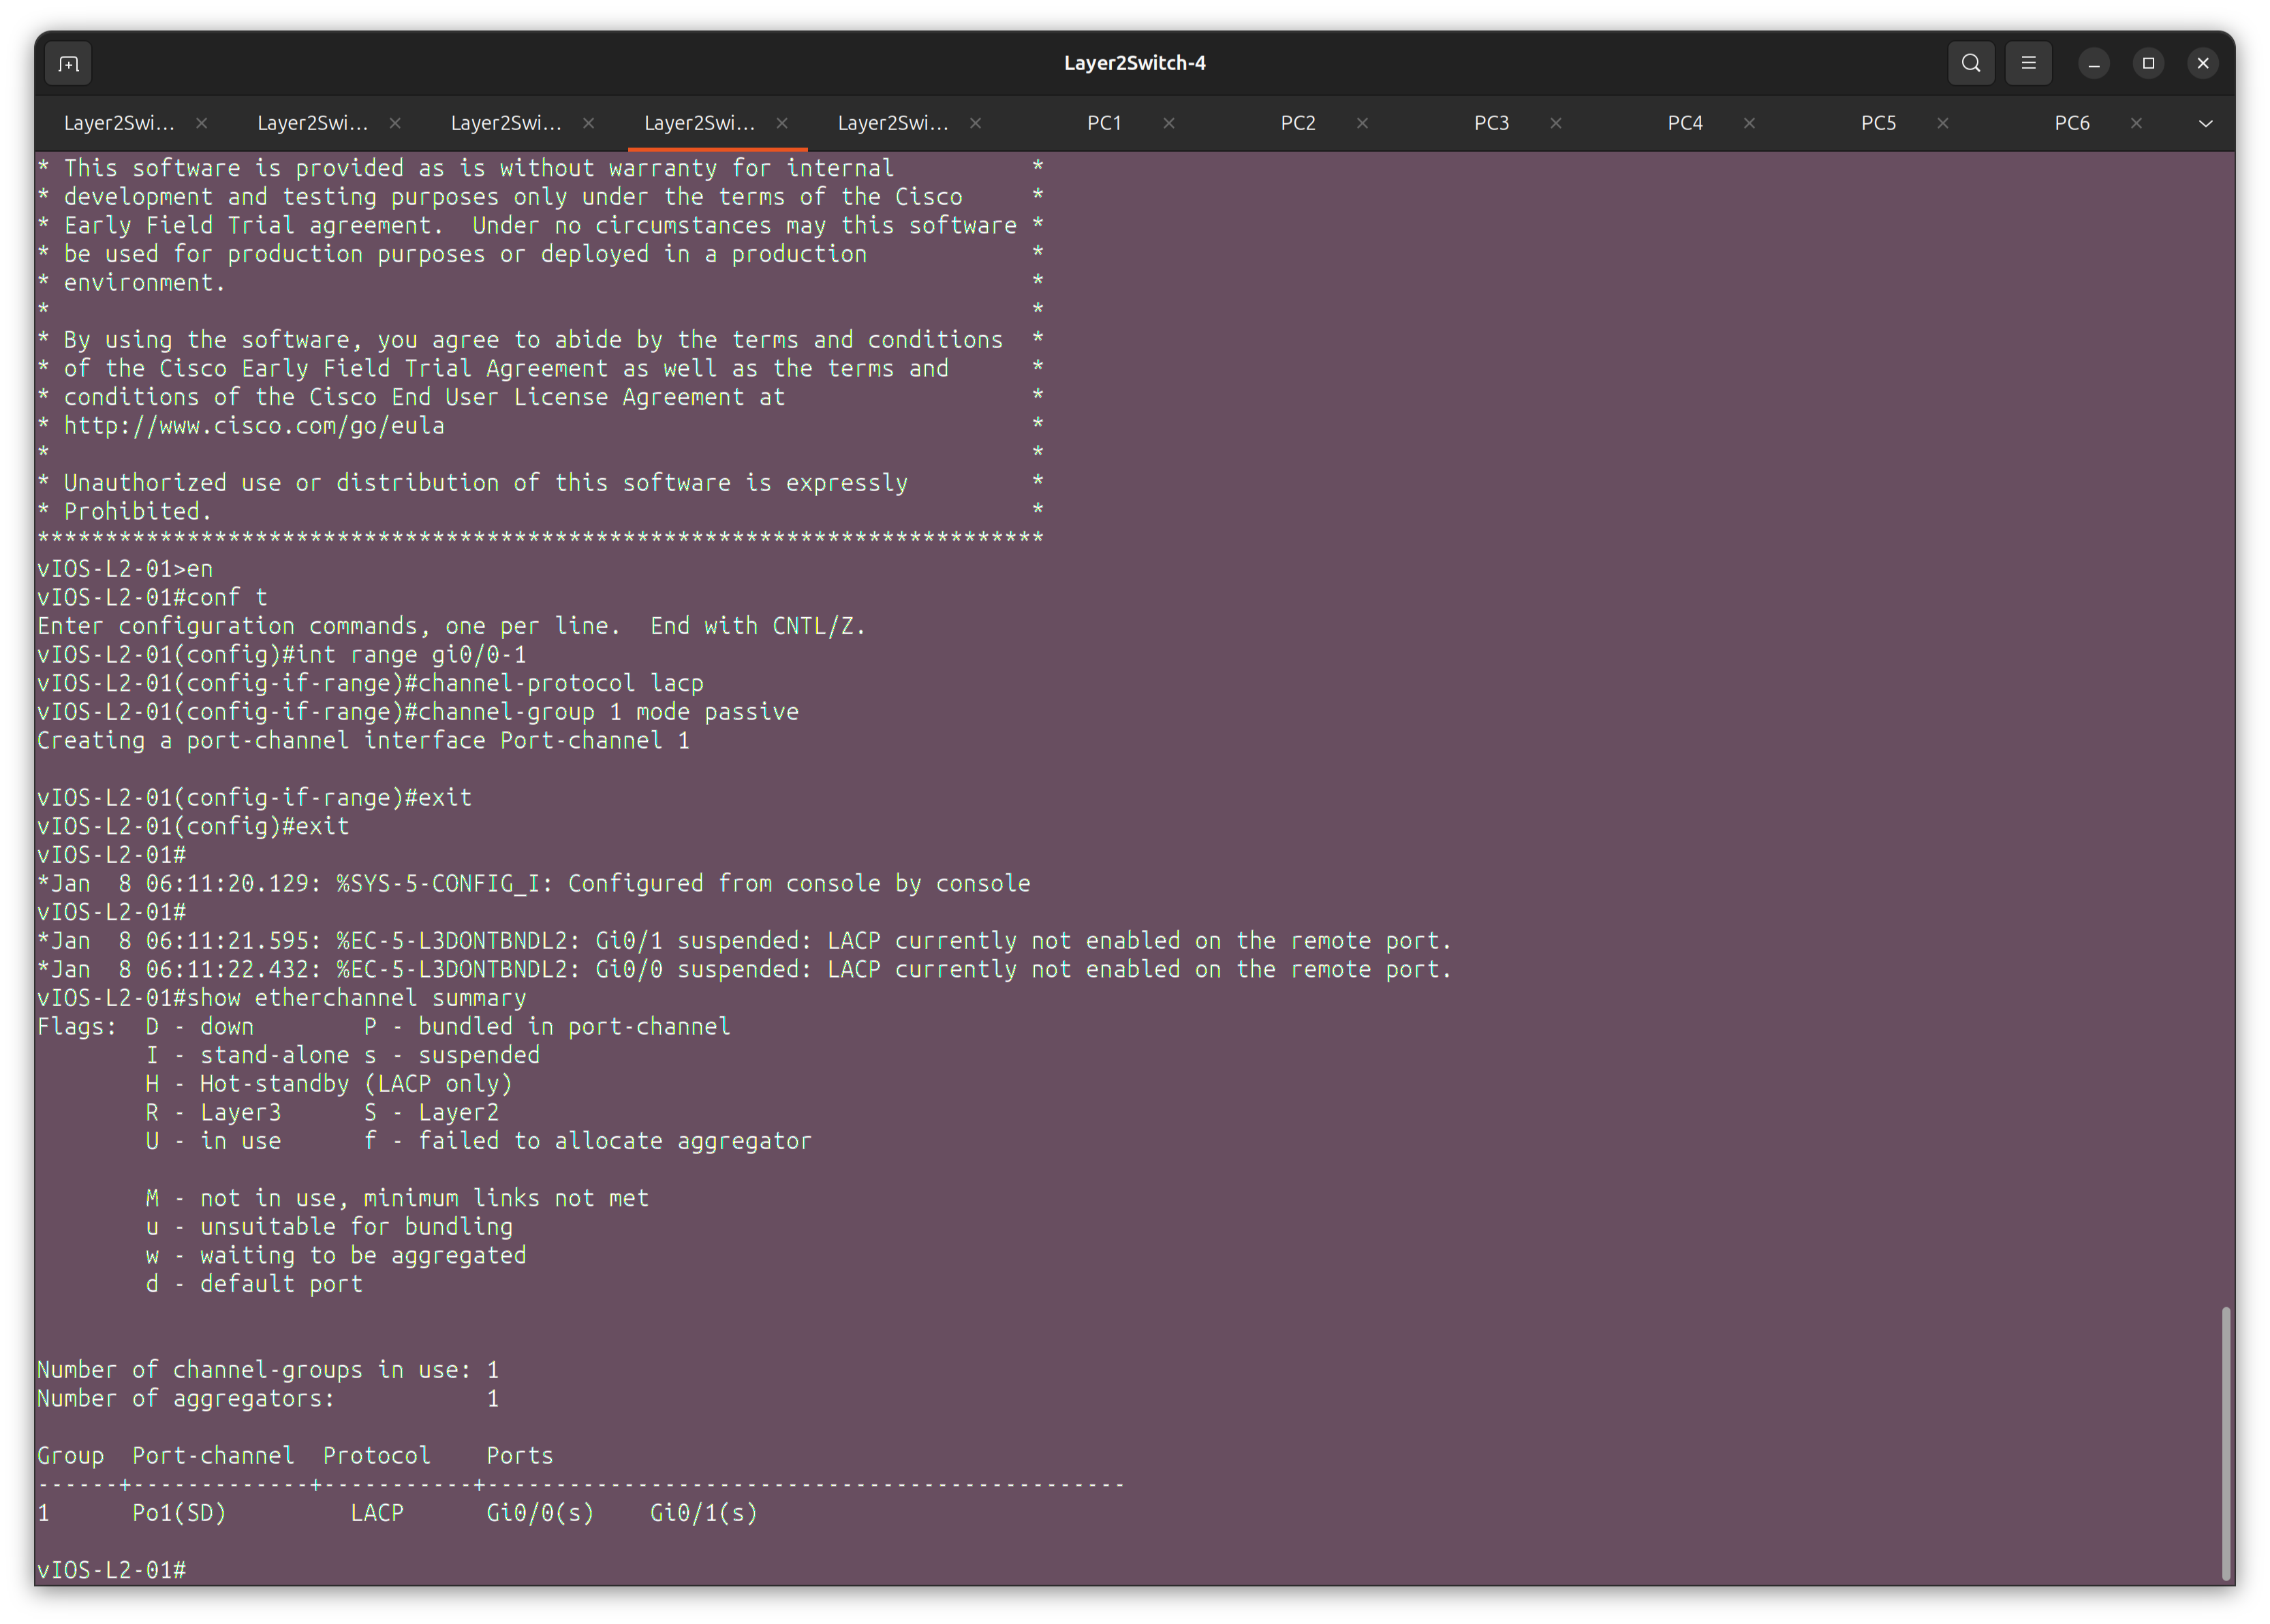 Layer2Switch-4
Layer2Swi... Layer2Swi... Layer2Swi... Layer2Swi... Layer2Swi... PC1 PC2 PC3 PC4 PC5 PC6
* This software is provided as is without warranty for internal          *
* development and testing purposes only under the terms of the Cisco     *
* Early Field Trial agreement.  Under no circumstances may this software *
* be used for production purposes or deployed in a production            *
* environment.                                                           *
*                                                                        *
* By using the software, you agree to abide by the terms and conditions  *
* of the Cisco Early Field Trial Agreement as well as the terms and      *
* conditions of the Cisco End User License Agreement at                  *
* http://www.cisco.com/go/eula                                           *
*                                                                        *
* Unauthorized use or distribution of this software is expressly         *
* Prohibited.                                                            *
**************************************************************************
vIOS-L2-01>en
vIOS-L2-01#conf t
Enter configuration commands, one per line.  End with CNTL/Z.
vIOS-L2-01(config)#int range gi0/0-1
vIOS-L2-01(config-if-range)#channel-protocol lacp
vIOS-L2-01(config-if-range)#channel-group 1 mode passive
Creating a port-channel interface Port-channel 1
vIOS-L2-01(config-if-range)#exit
vIOS-L2-01(config)#exit
vIOS-L2-01#
*Jan  8 06:11:20.129: %SYS-5-CONFIG_I: Configured from console by console
vIOS-L2-01#
*Jan  8 06:11:21.595: %EC-5-L3DONTBNDL2: Gi0/1 suspended: LACP currently not enabled on the remote port.
*Jan  8 06:11:22.432: %EC-5-L3DONTBNDL2: Gi0/0 suspended: LACP currently not enabled on the remote port.
vIOS-L2-01#show etherchannel summary
Flags:  D - down        P - bundled in port-channel
        I - stand-alone s - suspended
        H - Hot-standby (LACP only)
        R - Layer3      S - Layer2
        U - in use      f - failed to allocate aggregator
        M - not in use, minimum links not met
        u - unsuitable for bundling
        w - waiting to be aggregated
        d - default port
Number of channel-groups in use: 1
Number of aggregators:           1
Group  Port-channel  Protocol    Ports
------+-------------+-----------+-----------------------------------------------
1      Po1(SD)         LACP      Gi0/0(s)    Gi0/1(s)
vIOS-L2-01#